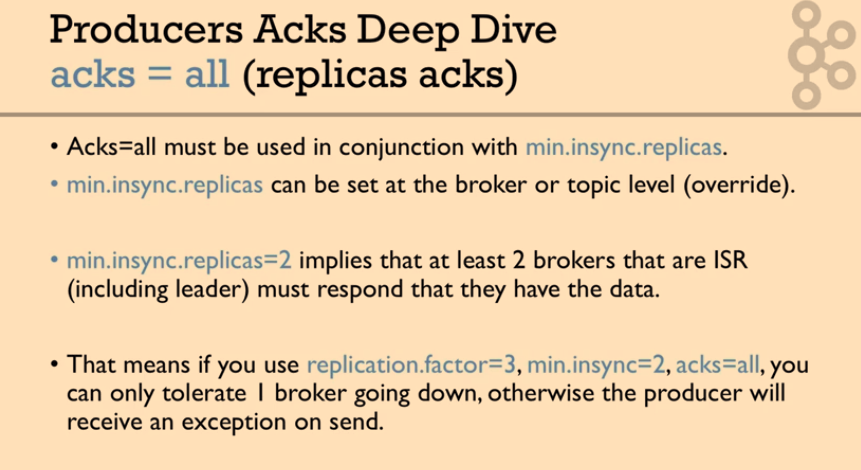 Producers Acks Deep Dive
acks = all (replicas acks)
• Acks=all must be used in conjunction with min.insync.replicas.
• min.insync.replicas can be set at the broker or topic level (override).
• min.insync.replicas=2 implies that at least 2 brokers that are ISR
(including leader) must respond that they have the data.
• That means if you use replication.factor=3, min.insync=2, acks=all, you
can only tolerate 1 broker going down, otherwise the producer will
receive an exception on send.